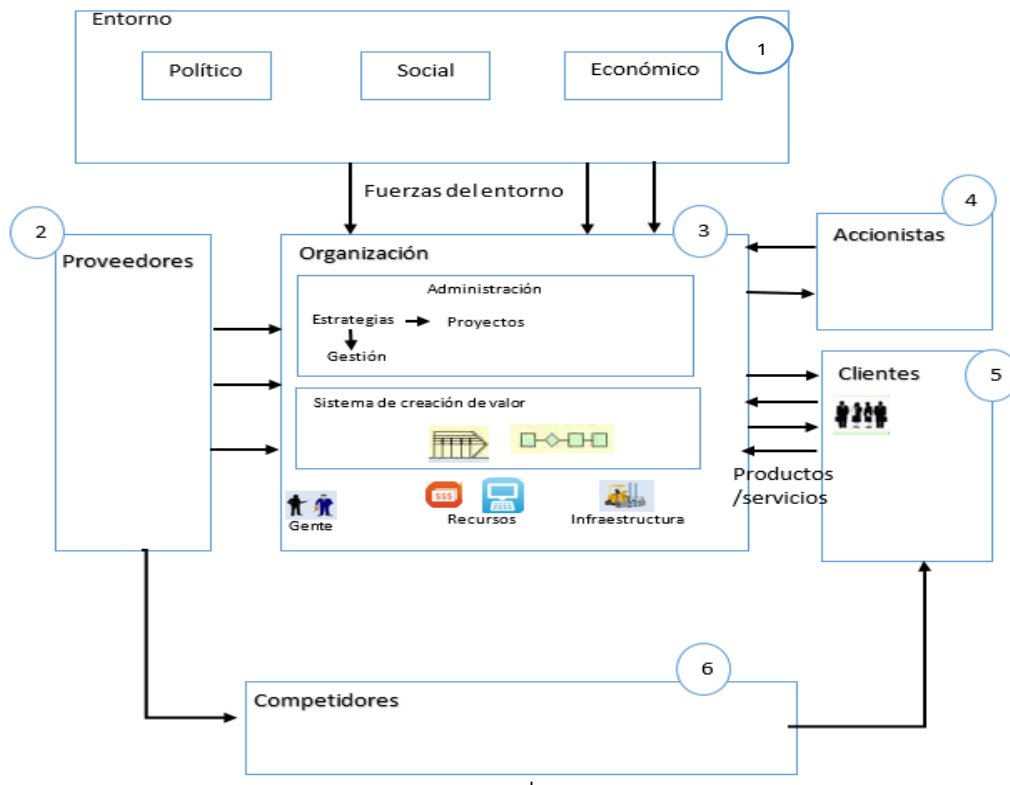 Entorno
1
Político
Social
Económico
Fuerzas del entorno
2
Proveedores
3
Organización
Administración
Estrategias
Proyectos
Gestión
Sistema de creación de valor
$$$
Gente
Recursos
Infraestructura
4
Accionistas
5
Clientes
Productos
/servicios
6
Competidores